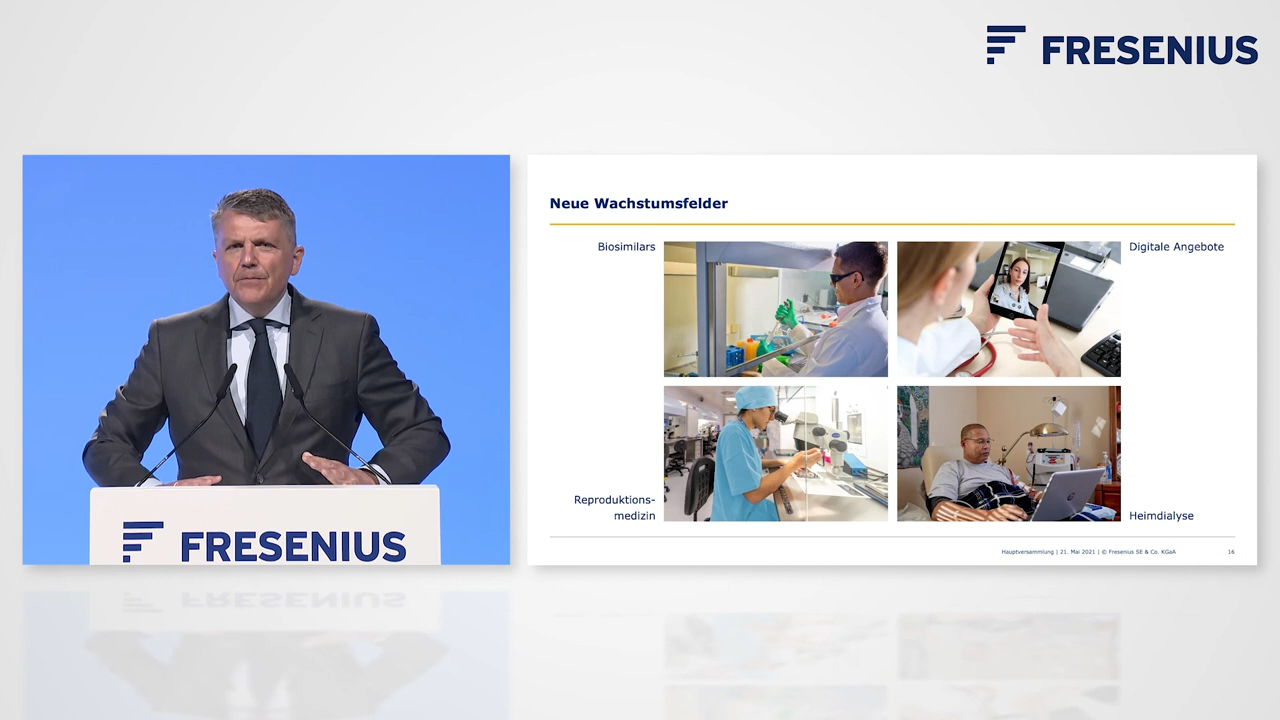 FRESENIUS
Neue Wachstumsfelder
Biosimilars
Digitale Angebote
Reproduktions-
medizin
Heimdialyse
Hauptversammlung | 21. Mai 2021 | © Fresenius SE & Co. KGaA
16
FRESENIUS